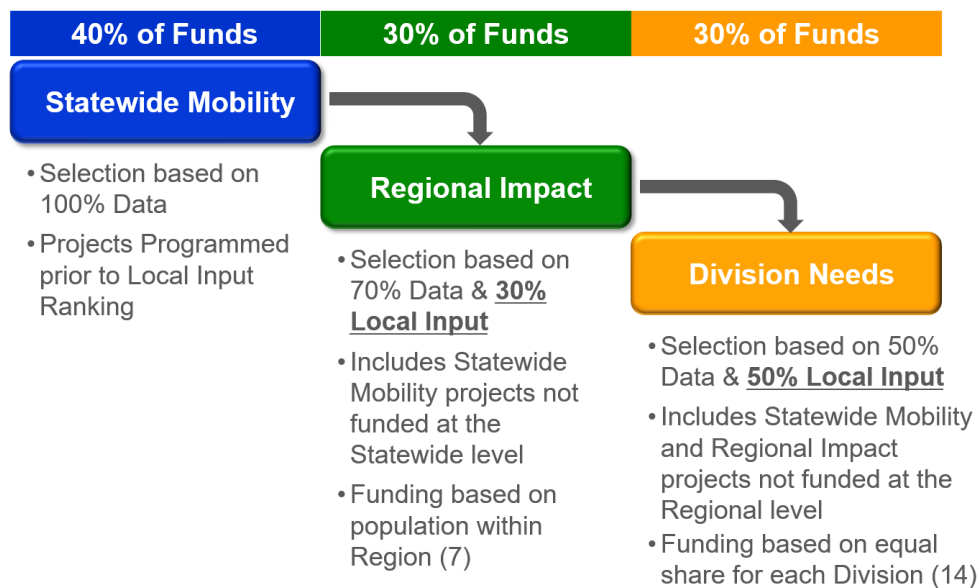 40% of Funds
30% of Funds
30% of Funds
Statewide Mobility
• Selection based on
100% Data
• Projects Programmed
prior to Local Input
Ranking
Regional Impact
• Selection based on
70% Data & 30%
Local Input
• Includes Statewide
Mobility projects not
funded at the
Statewide level
• Funding based on
population within
Region (7)
Division Needs
• Selection based on 50%
Data & 50% Local Input
• Includes Statewide Mobility
and Regional Impact
projects not funded at the
Regional level
• Funding based on equal
share for each Division (14)